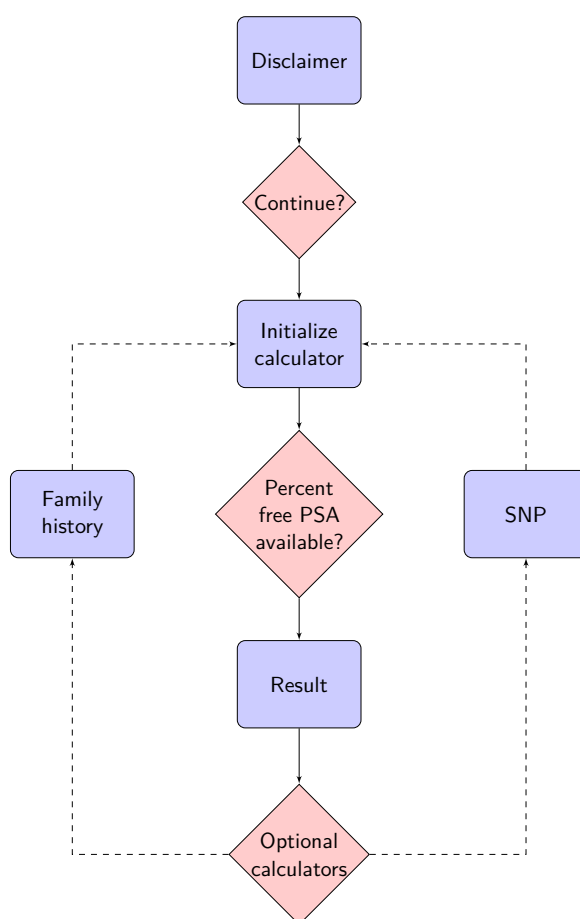 Disclaimer
Continue?
Initialize
calculator
Percent
free PSA
available?
Family
history
SNP
Result
Optional
calculators